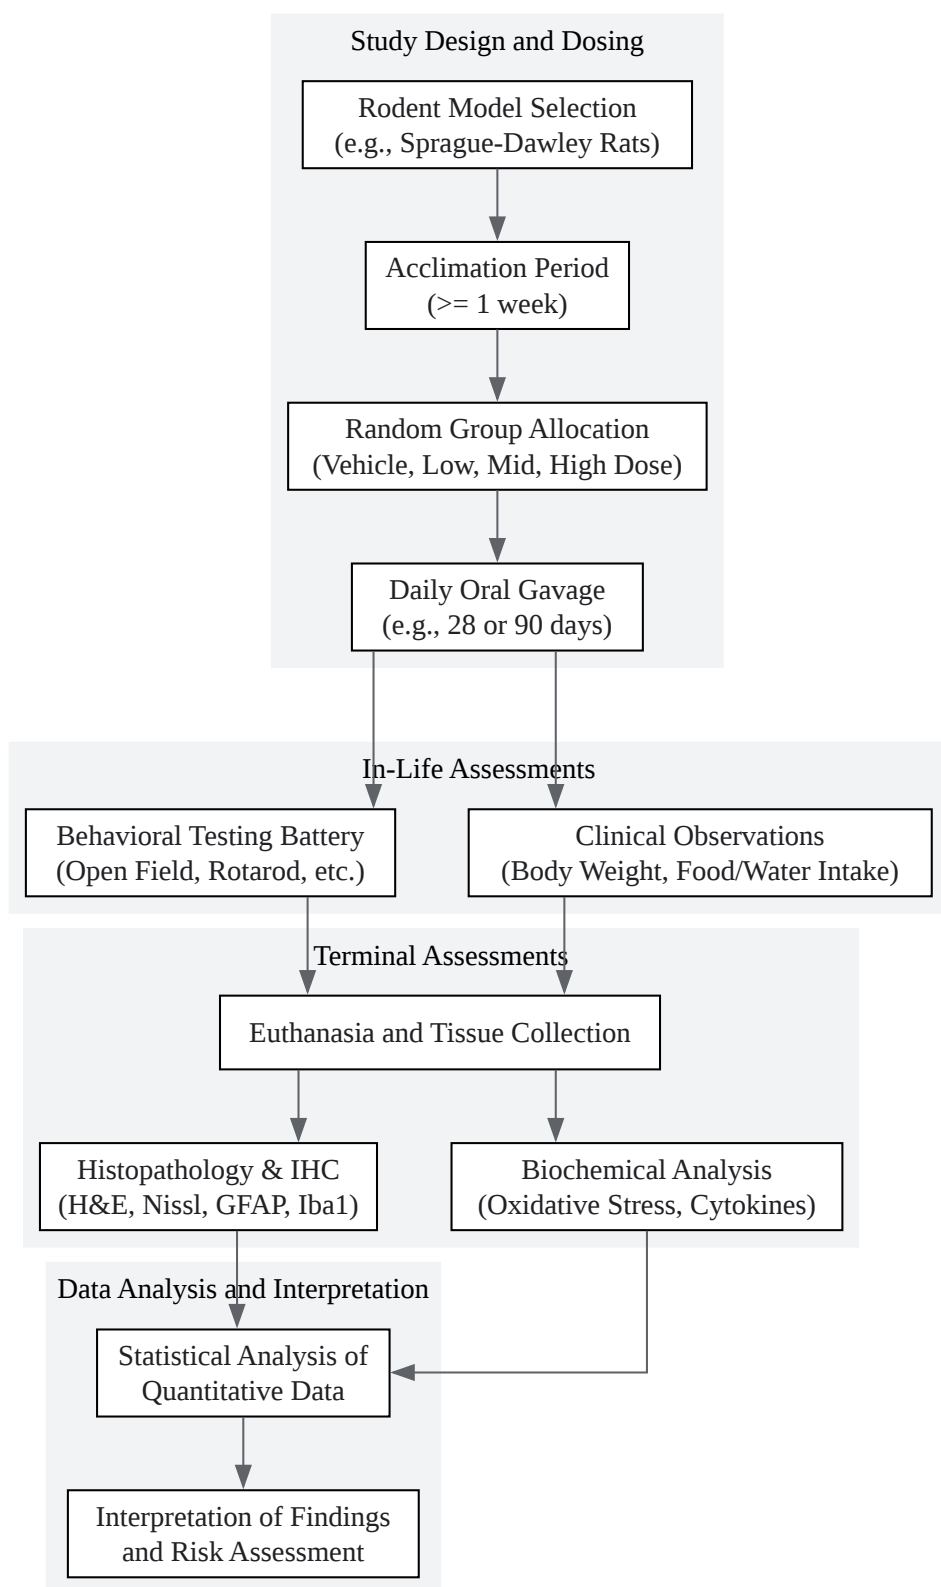 Study Design and Dosing
Rodent Model Selection
(e.g., Sprague-Dawley Rats)
Acclimation Period
(>= 1 week)
Random Group Allocation
(Vehicle, Low, Mid, High Dose)
Daily Oral Gavage
(e.g., 28 or 90 days)
In-Life Assessments
Behavioral Testing Battery
(Open Field, Rotarod, etc.)
Clinical Observations
(Body Weight, Food/Water Intake)
Terminal Assessments
Euthanasia and Tissue Collection
Histopathology & IHC
(H&E, Nissl, GFAP, Iba1)
Biochemical Analysis
(Oxidative Stress, Cytokines)
Data Analysis and Interpretation
Statistical Analysis of
Quantitative Data
Interpretation of Findings
and Risk Assessment